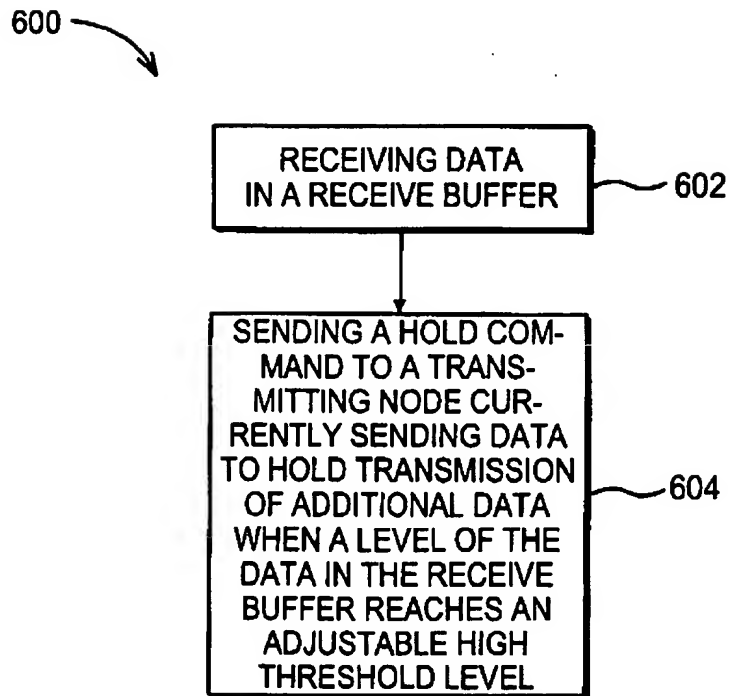 600
RECEIVING DATA
IN A RECEIVE BUFFER
602
SENDING A HOLD COM-
MAND TO A TRANS-
MITTING NODE CUR-
RENTLY SENDING DATA
TO HOLD TRANSMISSION
OF ADDITIONAL DATA
WHEN A LEVEL OF THE
DATA IN THE RECEIVE
BUFFER REACHES AN
ADJUSTABLE HIGH
THRESHOLD LEVEL
604